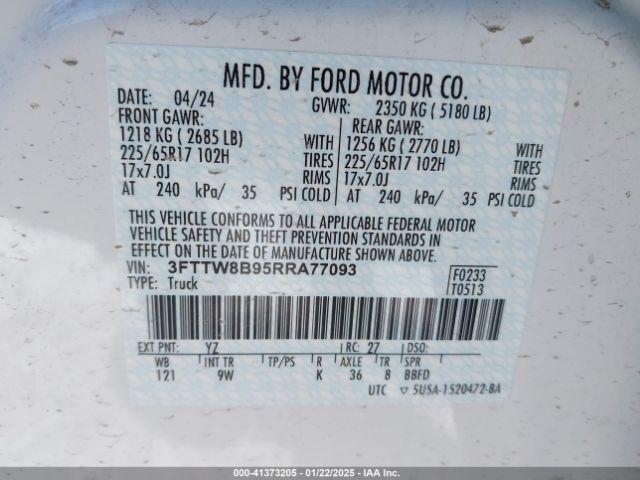 MFD. BY FORD MOTOR CO.
DATE: 04/24 GVWR: 2350 KG ( 5180 LB)
FRONT GAWR: REAR GAWR:
1218 KG ( 2685 LB) WITH 1256 KG ( 2770 LB) WITH
225/65R17 102H TIRES 225/65R17 102H TIRES
17x7.0J RIMS 17x7.0J RIMS
AT 240 kPa/ 35 PSI COLD AT 240 kPa/ 35 PSI COLD
THIS VEHICLE CONFORMS TO ALL APPLICABLE FEDERAL MOTOR
VEHICLE SAFETY AND THEFT PREVENTION STANDARDS IN
EFFECT ON THE DATE OF MANUFACTURE SHOWN ABOVE.
VIN: 3FTTW8B95RRA77093 F0233
TYPE: Truck T0513
EXT PNT: YZ RC: 27 DSO:
WB INT TR TP/PS R AXLE TR SPR
121 9W K 36 8 BBFD
UTC ▽ 5U5A-1520472-BA
000-41373205 - 01/22/2025 - IAA Inc.